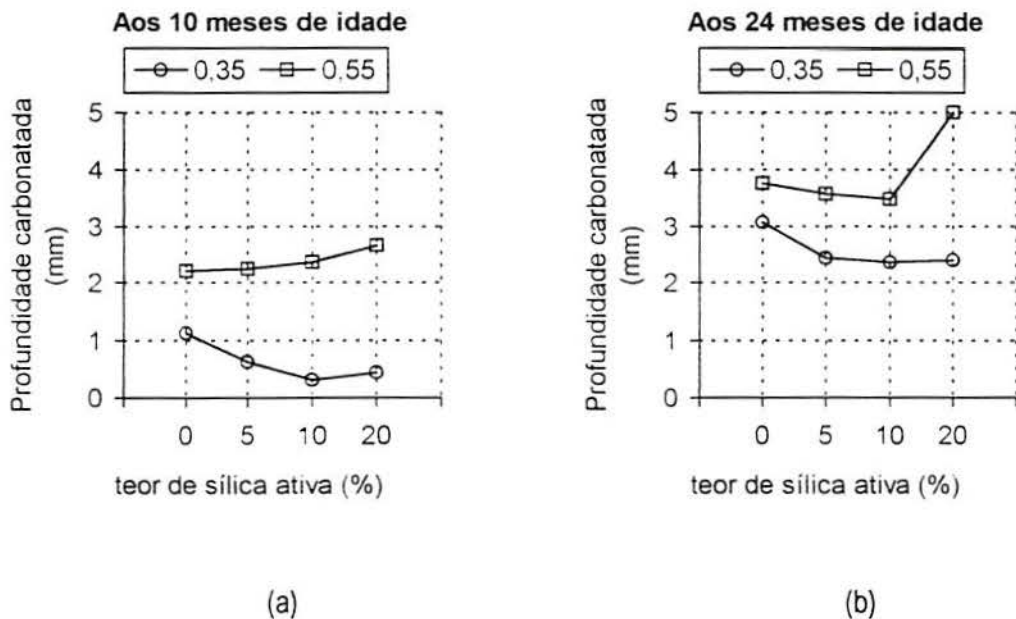 Aos 10 meses de idade
0,35 0,55
Profundidade carbonatada
(mm)
5
4
3
2
1
0
0 5 10 20
teor de sílica ativa (%)
(a)
Aos 24 meses de idade
0,35 0,55
Profundidade carbonatada
(mm)
5
4
3
2
1
0
0 5 10 20
teor de sílica ativa (%)
(b)